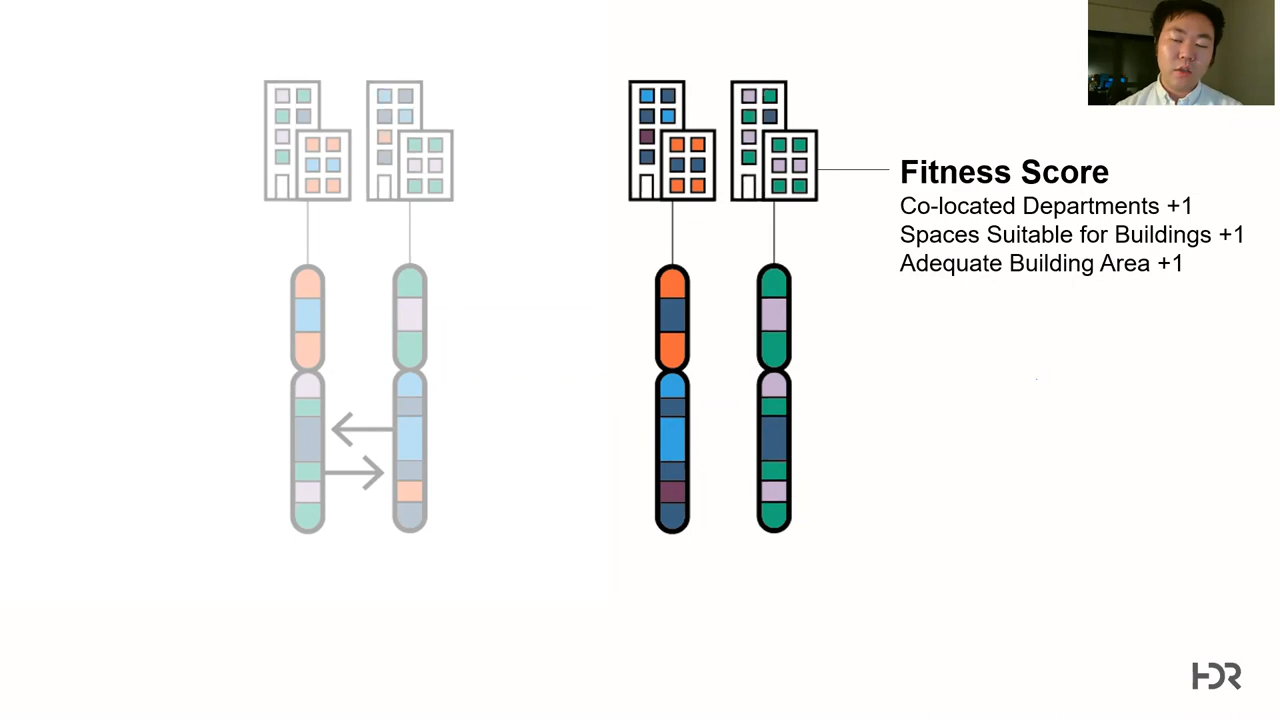 Fitness Score
Co-located Departments +1
Spaces Suitable for Buildings +1
Adequate Building Area +1
HDR